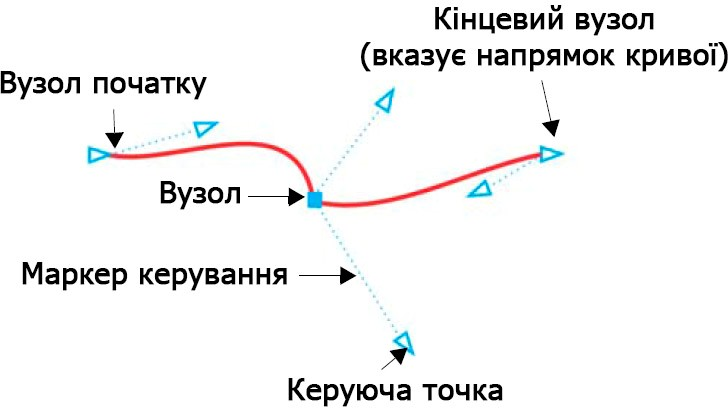 Кінцевий вузол
(вказує напрямок кривої)
Вузол початку
Вузол
Маркер керування
Керуюча точка